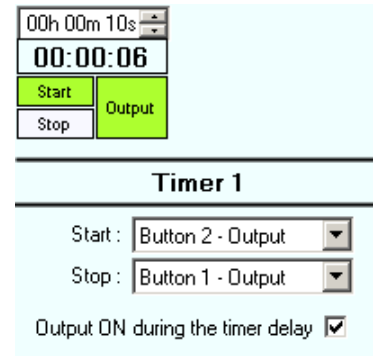 00h 00m 10s
00:00:06
Start
Output
Stop
Timer 1
Start : Button 2 - Output
Stop : Button 1 - Output
Output ON during the timer delay